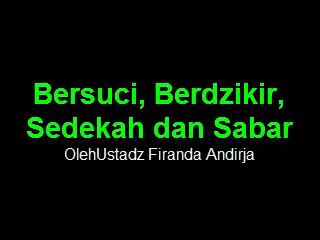 Bersuci, Berdzikir,
Sedekah dan Sabar
OlehUstadz Firanda Andirja